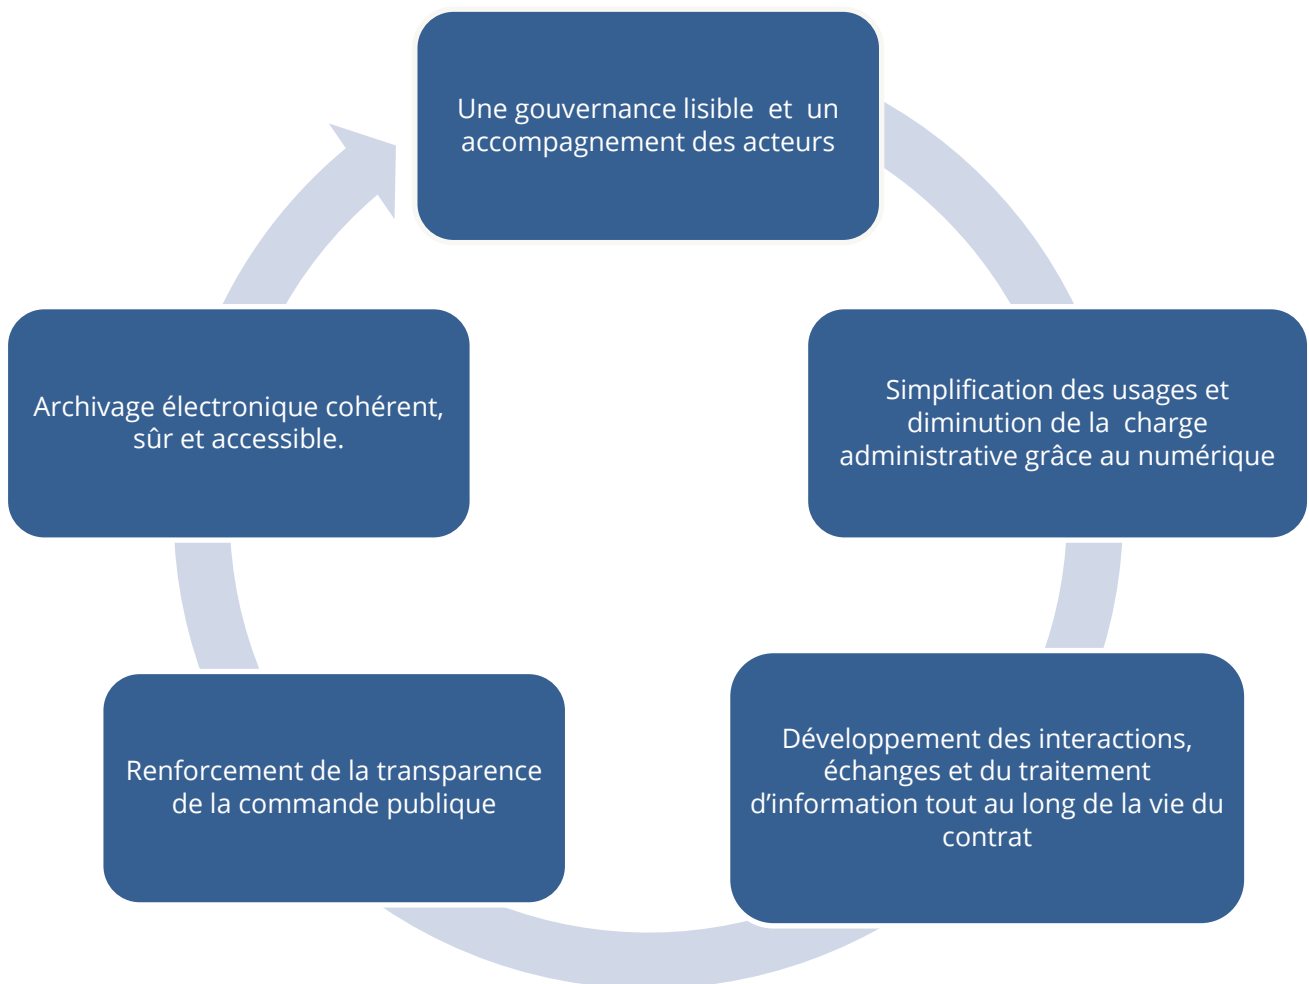 Une gouvernance lisible et un
accompagnement des acteurs
Simplification des usages et
diminution de la charge
administrative grâce au numérique
Développement des interactions,
échanges et du traitement
d’information tout au long de la vie du
contrat
Renforcement de la transparence
de la commande publique
Archivage électronique cohérent,
sûr et accessible.